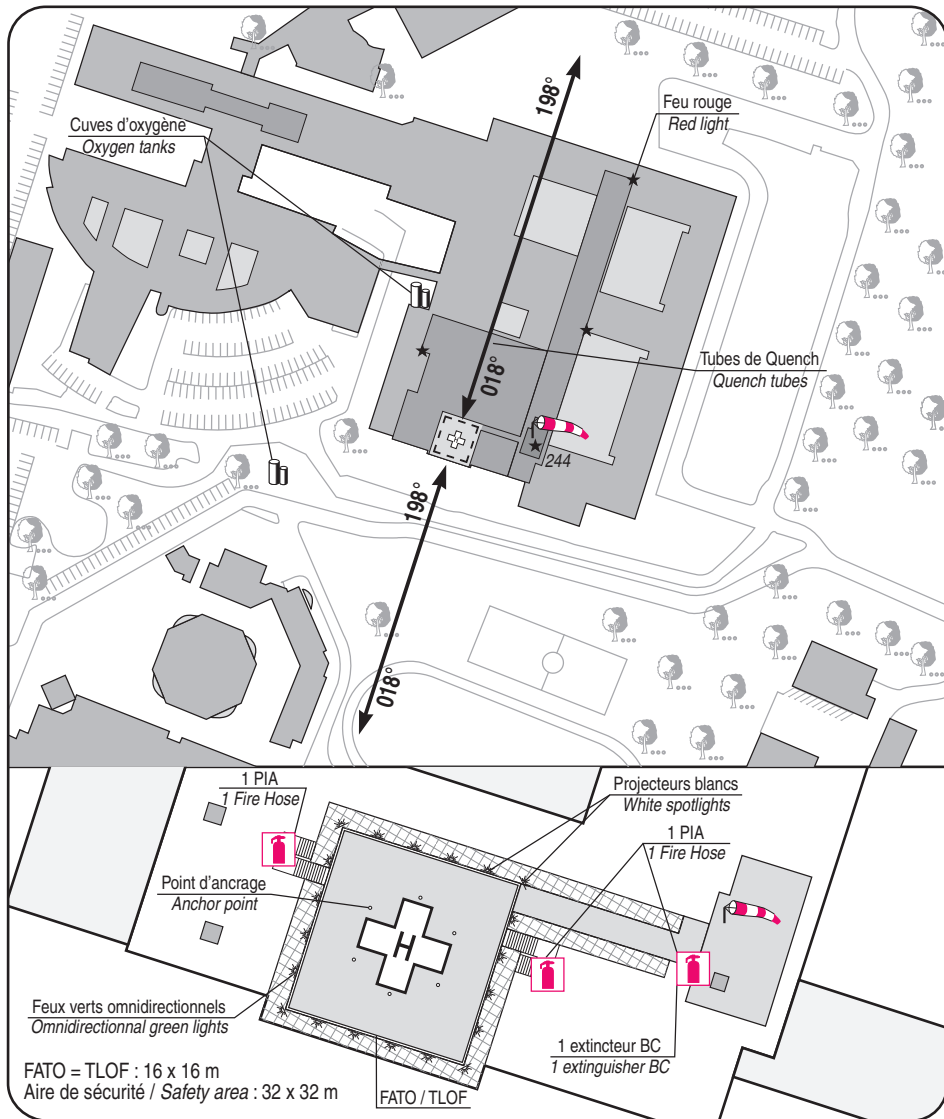 198°
Feu rouge
Red light
Cuves d'oxygène
Oxygen tanks
018°
Tubes de Quench
Quench tubes
244
198°
018°
1 PIA
1 Fire Hose
Projecteurs blancs
White spotlights
1 PIA
1 Fire Hose
Point d'ancrage
Anchor point
H
Feux verts omnidirectionnels
Omnidirectionnal green lights
1 extincteur BC
1 extinguisher BC
FATO = TLOF : 16 x 16 m
Aire de sécurité / Safety area : 32 x 32 m
FATO / TLOF